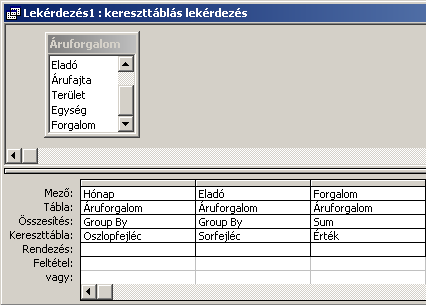 Lekérdezés1 : kereszttáblás lekérdezés
Áruforgalom
Eladó
Árufajta
Terület
Egység
Forgalom
Mező: Hónap Eladó Forgalom
Tábla: Áruforgalom Áruforgalom Áruforgalom
Összesítés: Group By Group By Sum
Kereszttábla: Oszlopfejléc Sorfejléc Érték
Rendezés:
Feltétel:
vagy: